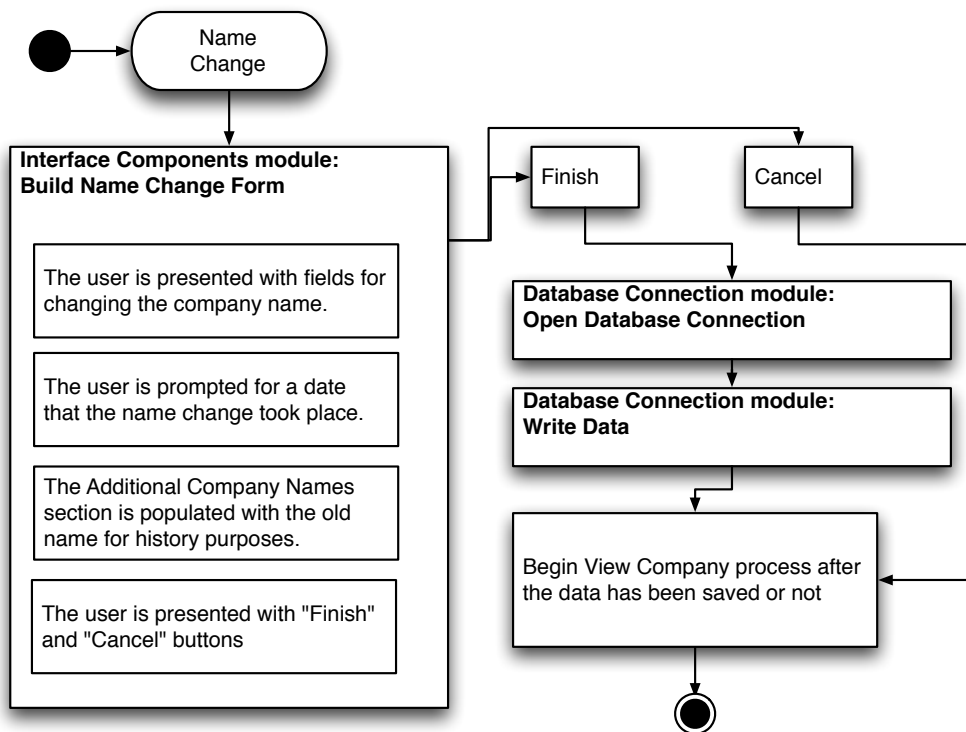 Name
Change
Interface Components module:
Build Name Change Form
The user is presented with fields for
changing the company name.
The user is prompted for a date
that the name change took place.
The Additional Company Names
section is populated with the old
name for history purposes.
The user is presented with "Finish"
and "Cancel" buttons
Finish
Cancel
Database Connection module:
Open Database Connection
Database Connection module:
Write Data
Begin View Company process after
the data has been saved or not